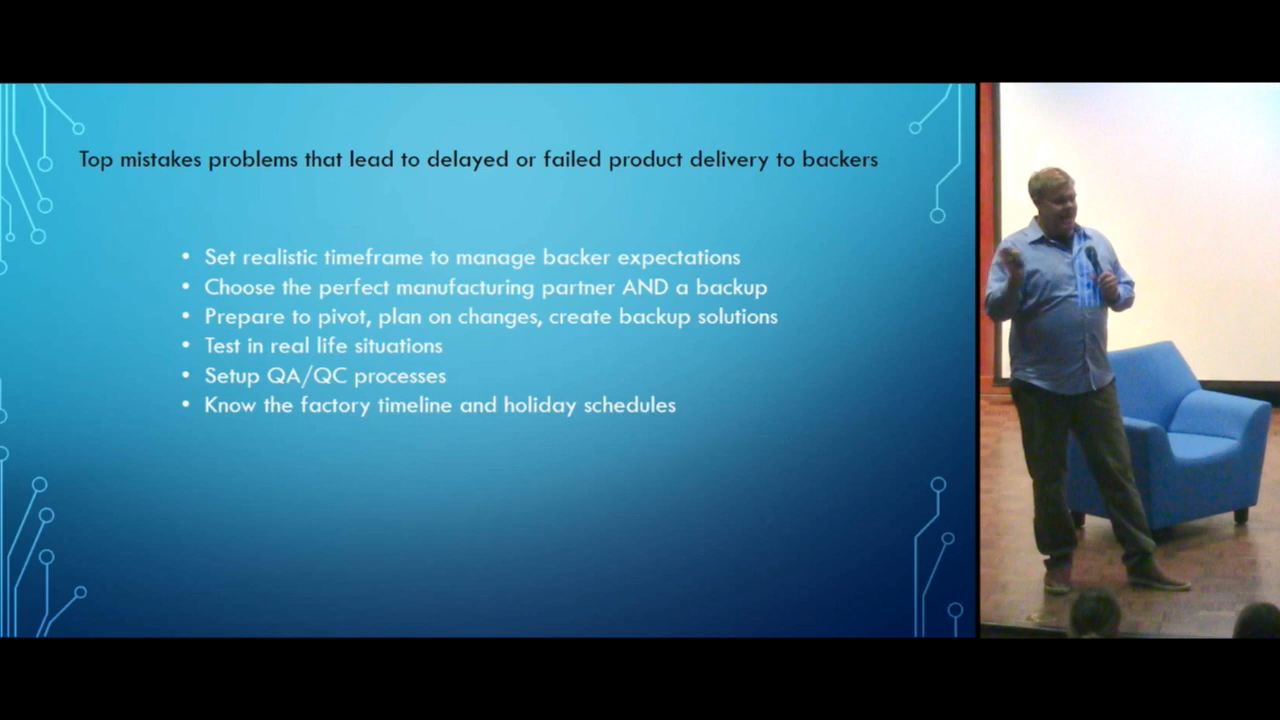 Top mistakes problems that lead to delayed or failed product delivery to backers
• Set realistic timeframe to manage backer expectations
• Choose the perfect manufacturing partner AND a backup
• Prepare to pivot, plan on changes, create backup solutions
• Test in real life situations
• Setup QA/QC processes
• Know the factory timeline and holiday schedules